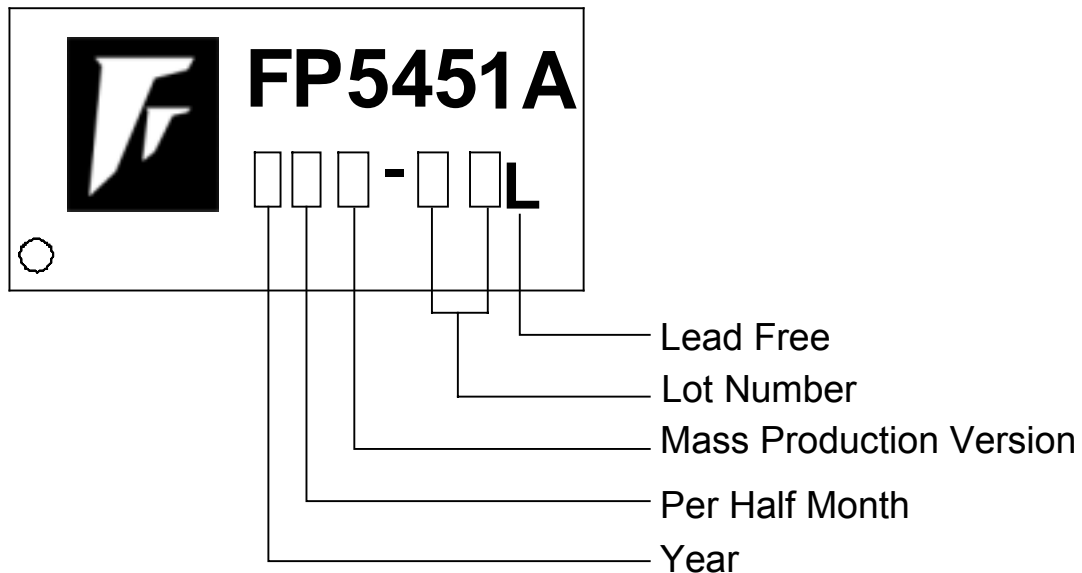 FP5451A
- L
Lead Free
Lot Number
Mass Production Version
Per Half Month
Year